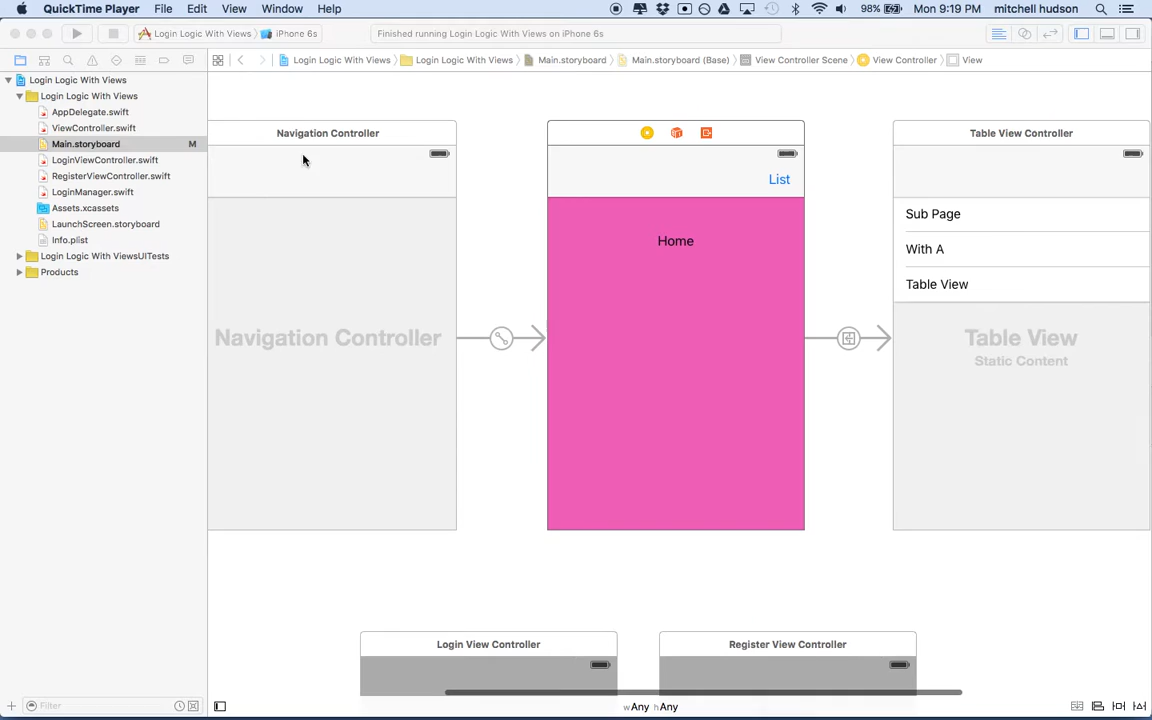 QuickTime Player File Edit View Window Help 98% Mon 9:19 PM mitchell hudson
Login Logic With Views iPhone 6s Finished running Login Logic With Views on iPhone 6s
Login Logic With Views Login Logic With Views Main.storyboard Main.storyboard (Base) View Controller Scene View Controller View
Login Logic With Views
Login Logic With Views
AppDelegate.swift
ViewController.swift
Main.storyboard M
LoginViewController.swift
RegisterViewController.swift
LoginManager.swift
Assets.xcassets
LaunchScreen.storyboard
Info.plist
Login Logic With ViewsUITests
Products
Navigation Controller
Navigation Controller
List
Home
Table View Controller
Sub Page
With A
Table View
Table View
Static Content
Login View Controller
Register View Controller
Filter
wAny hAny